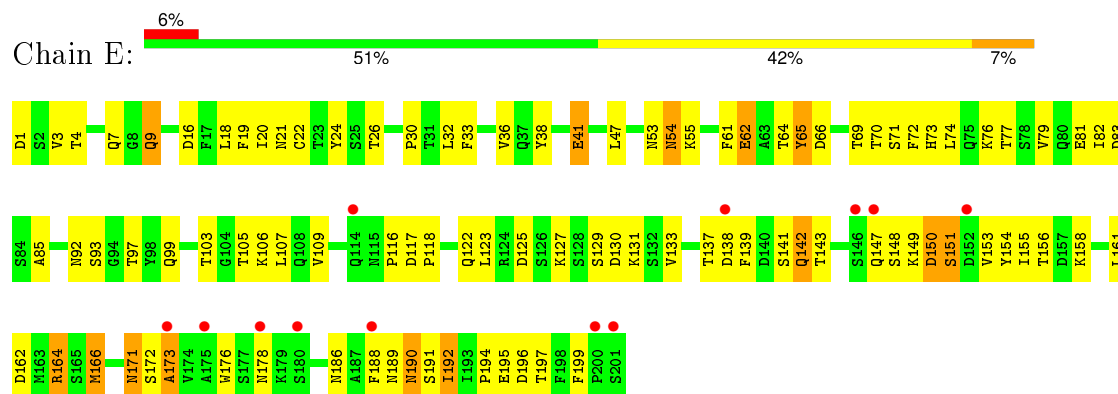 6%
Chain E:
51% 42% 7%
D1 S2 V3 T4 Q7 G8 Q9 D16 F17 L18 F19 I20 N21 C22 T23 Y24 S25 T26 P30 T31 L32 F33 V36 Q37 Y38 E41 L47 N53 N54 K55 F61 E62 A63 T64 Y65 D66 T69 T70 S71 F72 H73 L74 Q75 K76 T77 S78 V79 Q80 E81 I82 D83
S84 A85 N92 S93 G94 T97 Y98 Q99 T103 G104 T105 K106 L107 Q108 V109 Q114 N115 P116 D117 P118 Q122 L123 R124 D125 S126 K127 S128 S129 D130 K131 S132 V133 T137 D138 F139 D140 S141 Q142 T143 S146 Q147 S148 K149 D150 S151 D152 V153 Y154 I155 T156 D157 K158 L161
D162 M163 R164 S165 M166 N171 S172 A173 V174 A175 W176 S177 N178 K179 S180 N186 A187 F188 N189 N190 S191 I192 I193 P194 E195 D196 T197 F198 F199 P200 S201